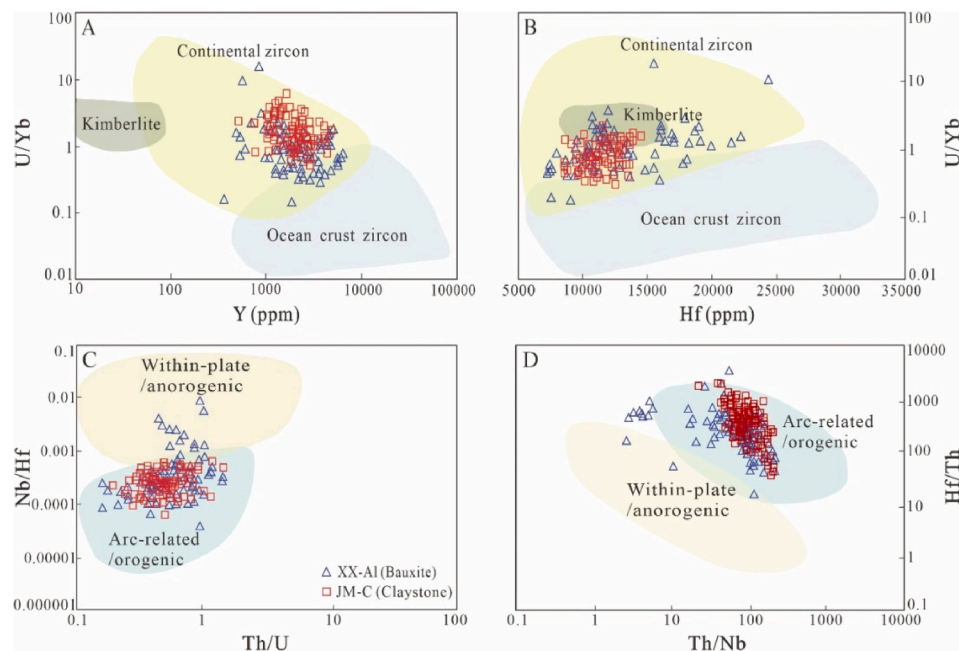 A
Continental zircon
Kimberlite
Ocean crust zircon
100
10
1
0.1
0.01
U/Yb
10
100
1000
10000
100000
Y (ppm)
B
Continental zircon
Kimberlite
Ocean crust zircon
100
10
1
0.1
0.01
U/Yb
5000
10000
15000
20000
25000
30000
35000
Hf (ppm)
C
Within-plate
/anorogenic
Arc-related
/orogenic
XX-Al (Bauxite)
JM-C (Claystone)
0.1
0.01
0.001
0.0001
0.00001
0.000001
Nb/Hf
0.1
1
10
Th/U
D
Arc-related
/orogenic
Within-plate
/anorogenic
10000
1000
100
10
1
0.1
Hf/Th
0.1
1
10
100
1000
10000
Th/Nb